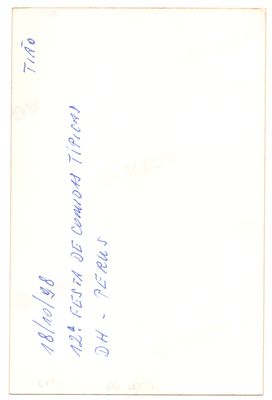 TIÃO
18/10/98
12ª FESTA DE COMIDAS TÍPICAS
DH - PERUS